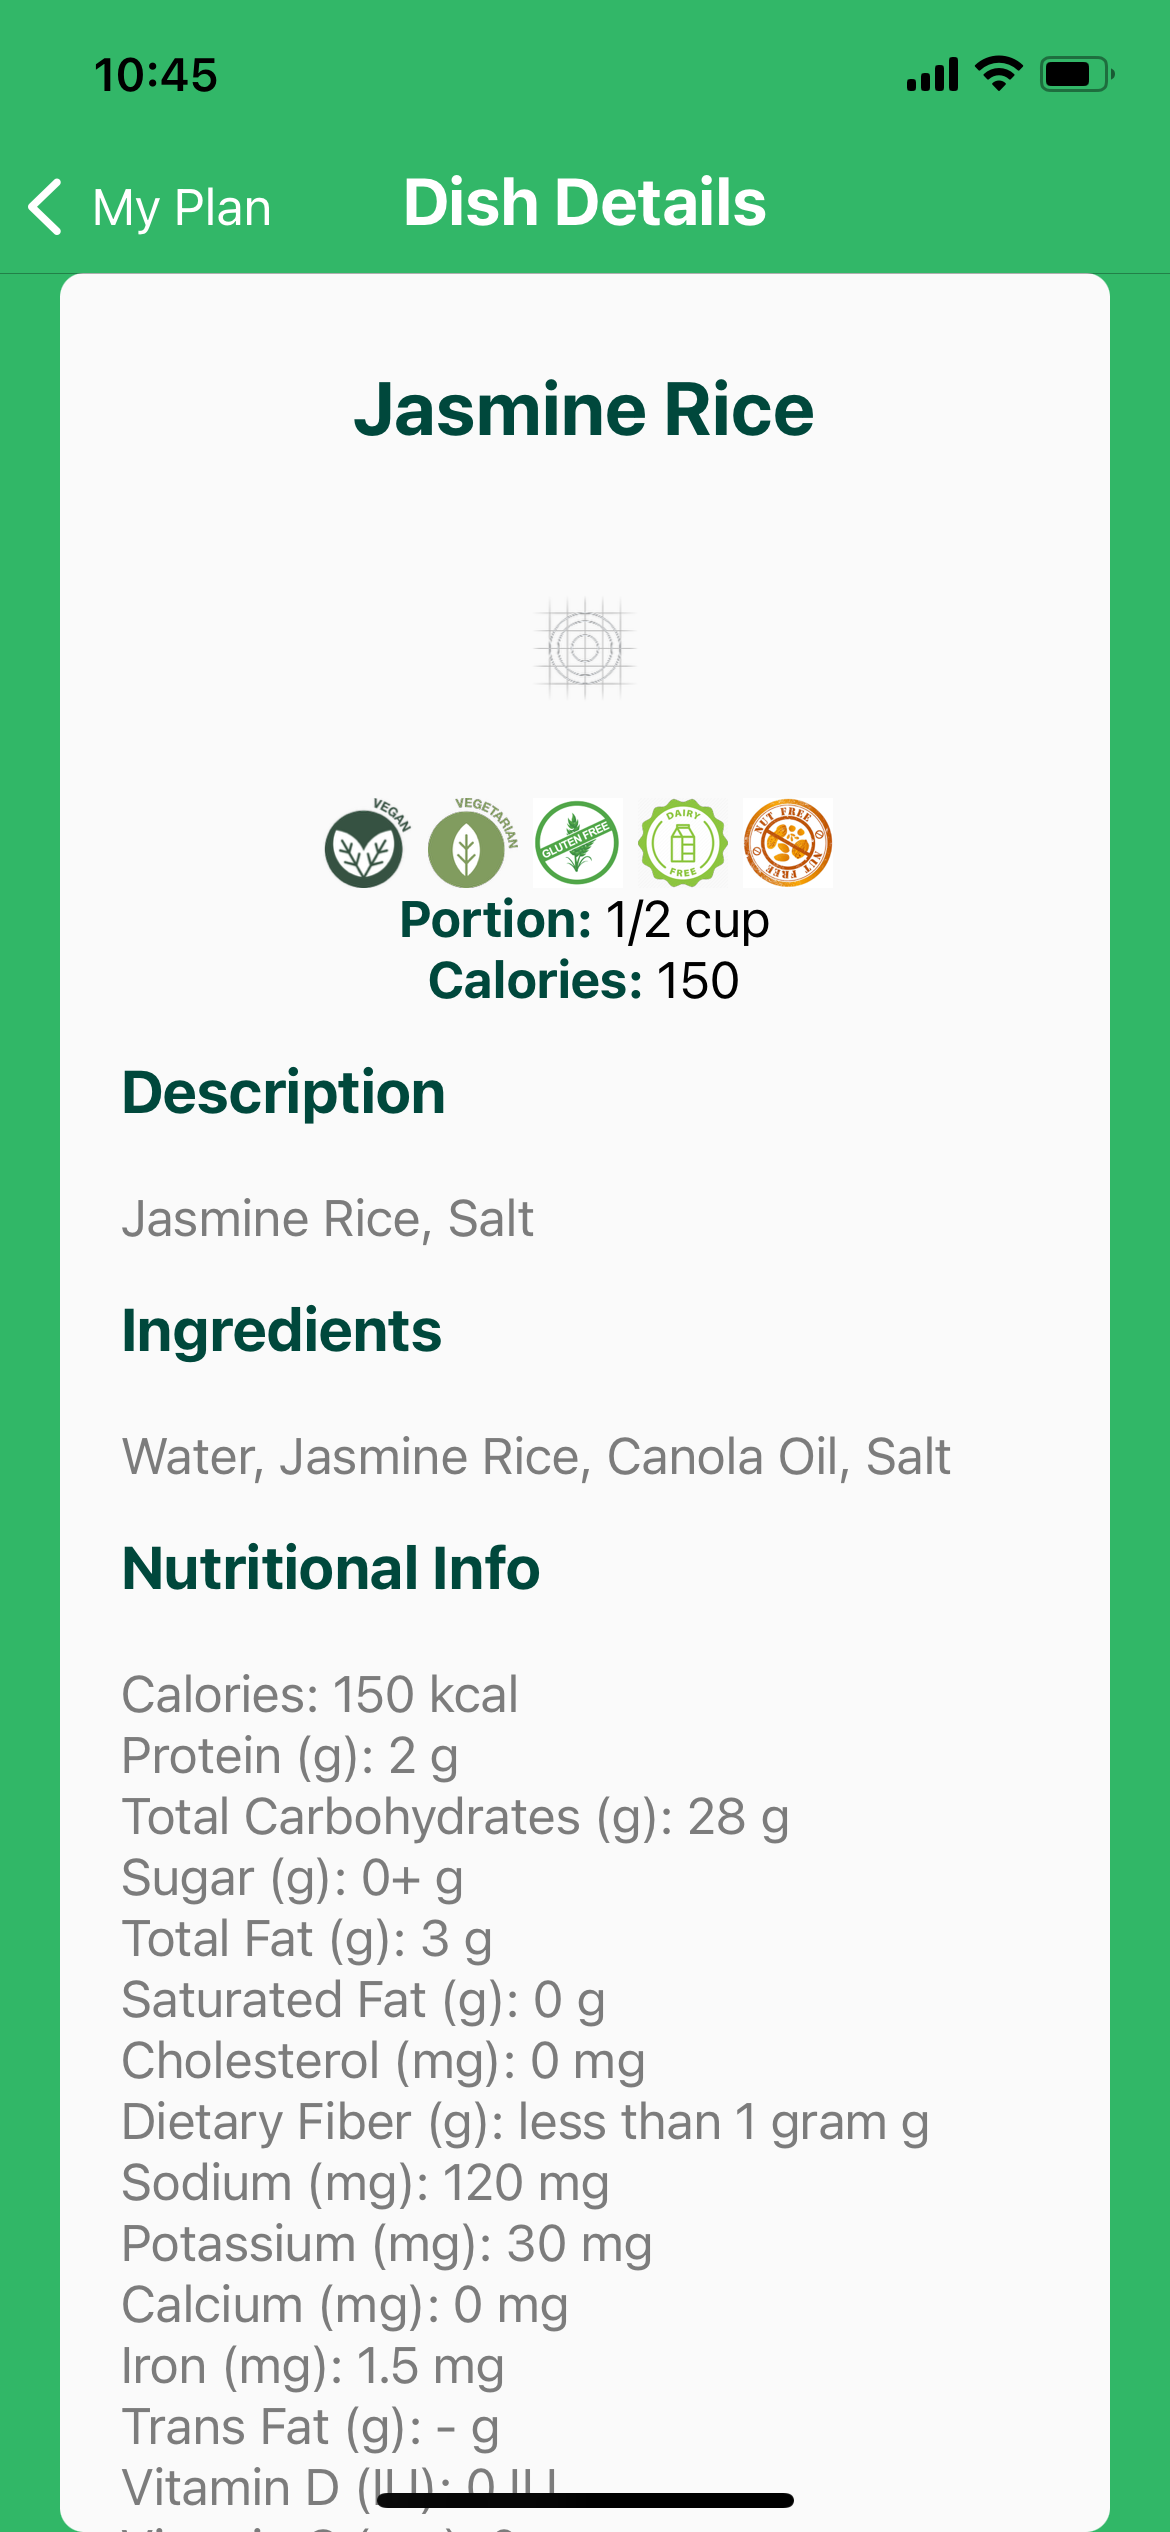 10:45
My Plan
Dish Details
Jasmine Rice
VEGAN
VEGETARIAN
GLUTEN FREE
DAIRY
FREE
NUT FREE
NUT FREE
Portion: 1/2 cup
Calories: 150
Description
Jasmine Rice, Salt
Ingredients
Water, Jasmine Rice, Canola Oil, Salt
Nutritional Info
Calories: 150 kcal
Protein (g): 2 g
Total Carbohydrates (g): 28 g
Sugar (g): 0+ g
Total Fat (g): 3 g
Saturated Fat (g): 0 g
Cholesterol (mg): 0 mg
Dietary Fiber (g): less than 1 gram g
Sodium (mg): 120 mg
Potassium (mg): 30 mg
Calcium (mg): 0 mg
Iron (mg): 1.5 mg
Trans Fat (g): - g
Vitamin D (IU): 0 IU